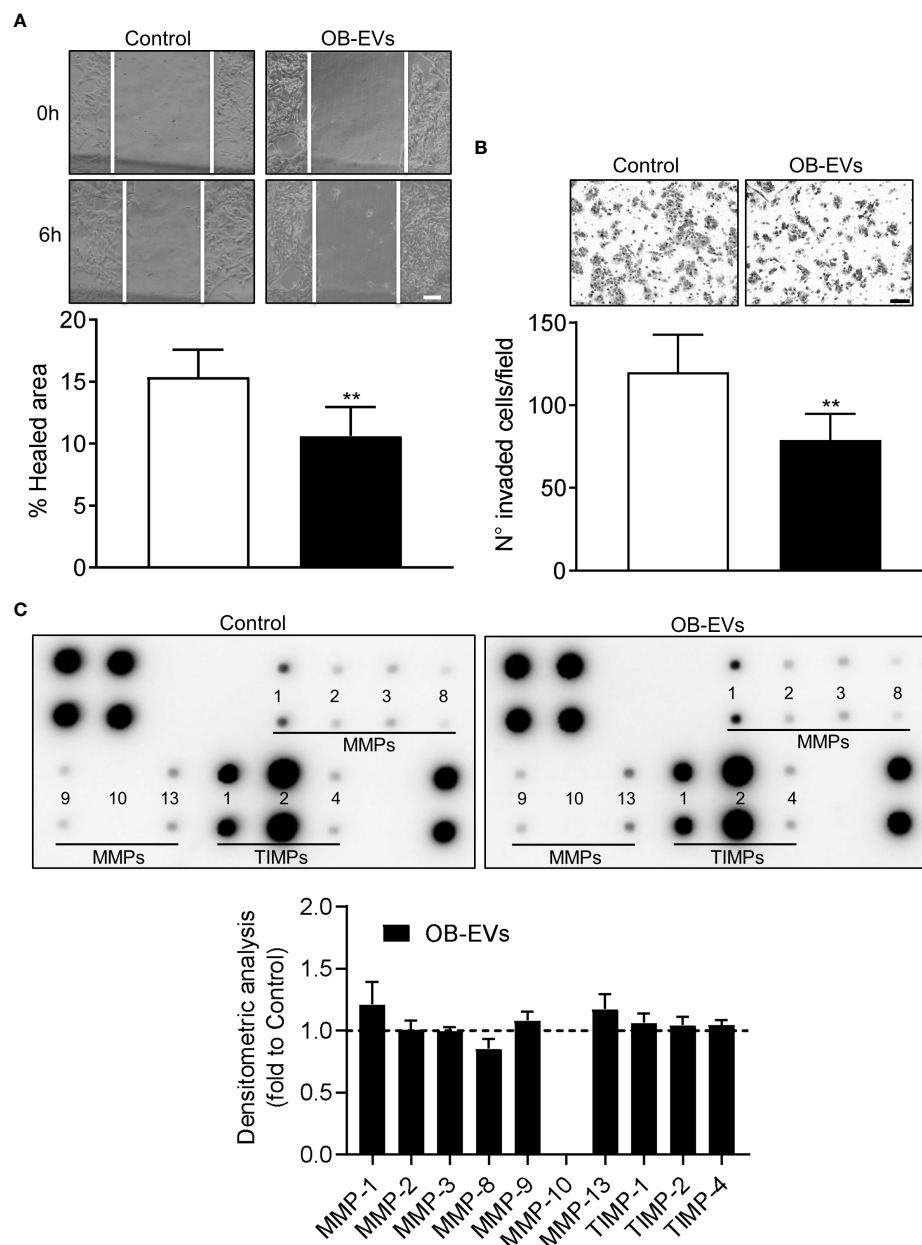 A
Control OB-EVs
0h
6h
20
15
10
5
0
% Healed area
**
B
Control OB-EVs
150
100
50
0
N° invaded cells/field
**
C
Control
1 2 3 8
MMPs
9 10 13 1 2 4
MMPs TIMPs
OB-EVs
1 2 3 8
MMPs
9 10 13 1 2 4
MMPs TIMPs
2.0
1.5
1.0
0.5
0.0
Densitometric analysis
(fold to Control)
OB-EVs
MMP-1
MMP-2
MMP-3
MMP-8
MMP-9
MMP-10
MMP-13
TIMP-1
TIMP-2
TIMP-4